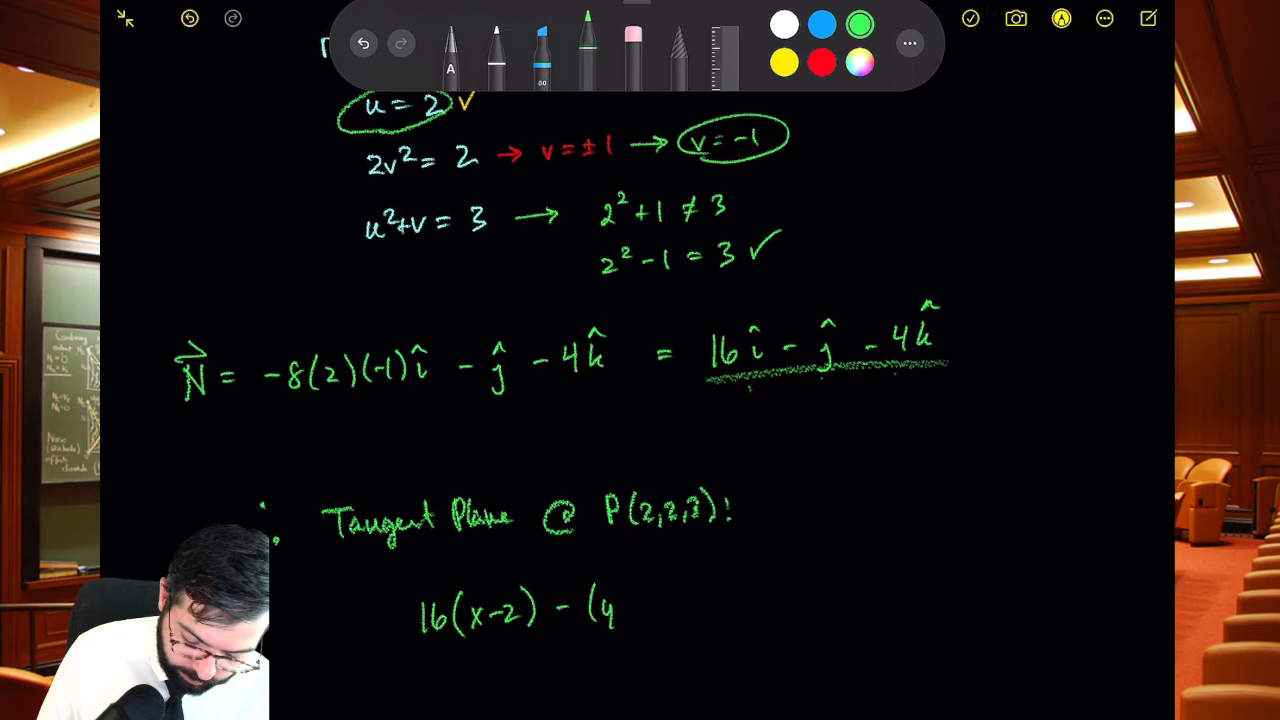 u = 2 ✓
2v² = 2 → v = ±1 → v = -1
u²+v = 3 → 2² + 1 ≠ 3
2² - 1 = 3 ✓
N⃗ = -8(2)(-1)î - ĵ - 4k̂ = 16î - ĵ - 4k̂
∴ Tangent Plane @ P(2,2,3):
16(x-2) - (y